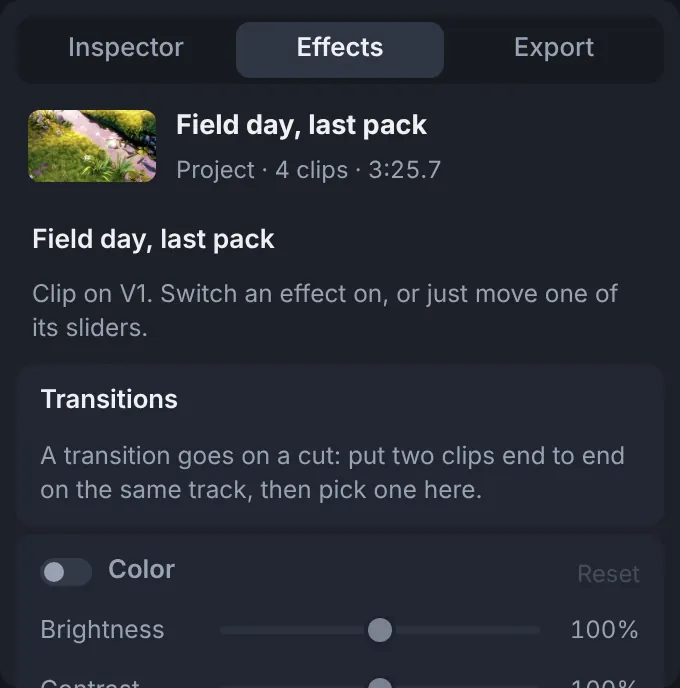 Inspector Effects Export
Field day, last pack
Project · 4 clips · 3:25.7
Field day, last pack
Clip on V1. Switch an effect on, or just move one of
its sliders.
Transitions
A transition goes on a cut: put two clips end to end
on the same track, then pick one here.
Color Reset
Brightness 100%
Contrast 100%